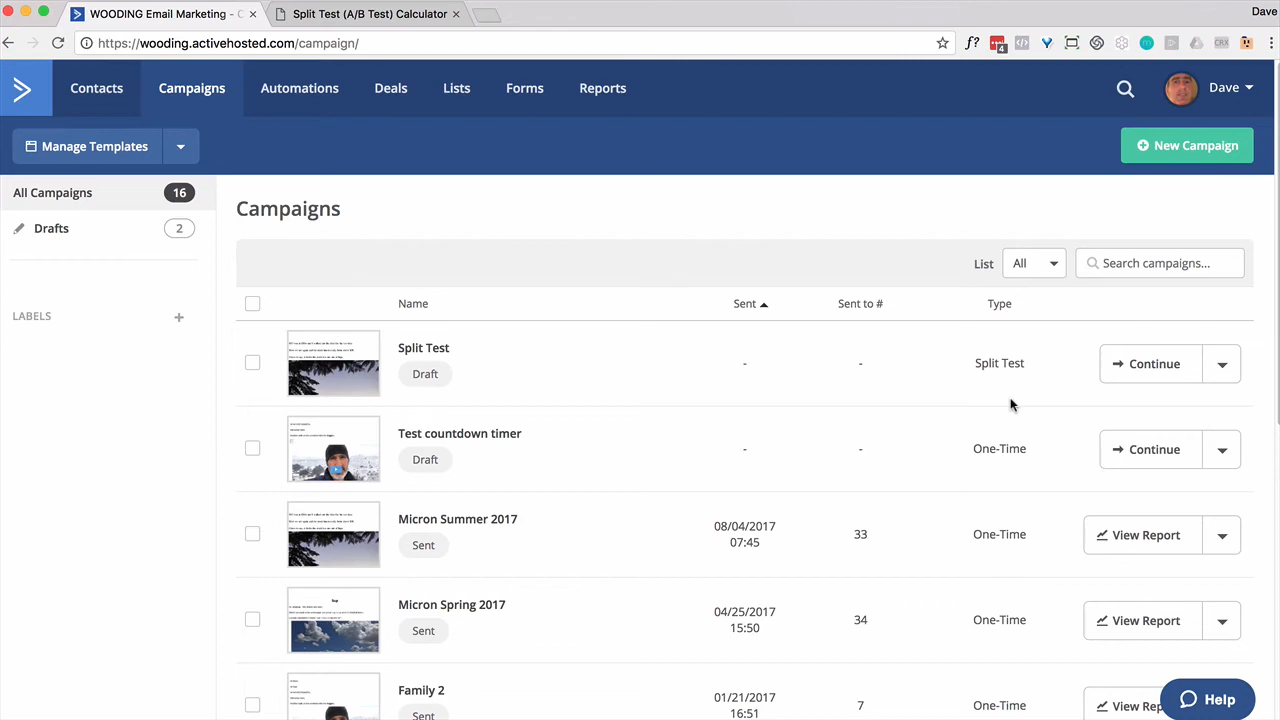 WOODING Email Marketing - C
Split Test (A/B Test) Calculator
Dave
https://wooding.activehosted.com/campaign/
f?
4
CRX
Contacts
Campaigns
Automations
Deals
Lists
Forms
Reports
Dave
Manage Templates
New Campaign
All Campaigns 16
Drafts 2
LABELS +
Campaigns
List All Search campaigns...
Name Sent Sent to # Type
Split Test
Draft
- - Split Test Continue
Test countdown timer
Draft
- - One-Time Continue
Micron Summer 2017
Sent
08/04/2017
07:45
33 One-Time View Report
Micron Spring 2017
Sent
04/25/2017
15:50
34 One-Time View Report
Family 2
Sent
01/21/2017
16:51
7 One-Time View Rep
Help